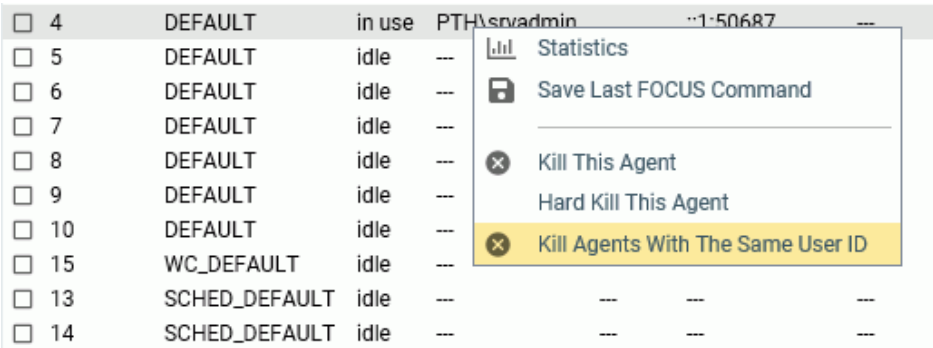 4 DEFAULT in use PTH\srvadmin ::1:50687 ---
Statistics
5 DEFAULT idle ---
6 DEFAULT idle ---
Save Last FOCUS Command
7 DEFAULT idle ---
8 DEFAULT idle ---
Kill This Agent
9 DEFAULT idle ---
Hard Kill This Agent
10 DEFAULT idle ---
Kill Agents With The Same User ID
15 WC_DEFAULT idle ---
13 SCHED_DEFAULT idle --- --- --- ---
14 SCHED_DEFAULT idle --- --- --- ---